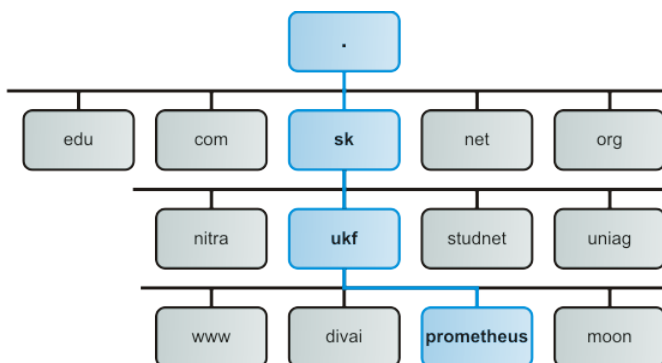 .
edu com sk net org
nitra ukf studnet uniag
www divai prometheus moon